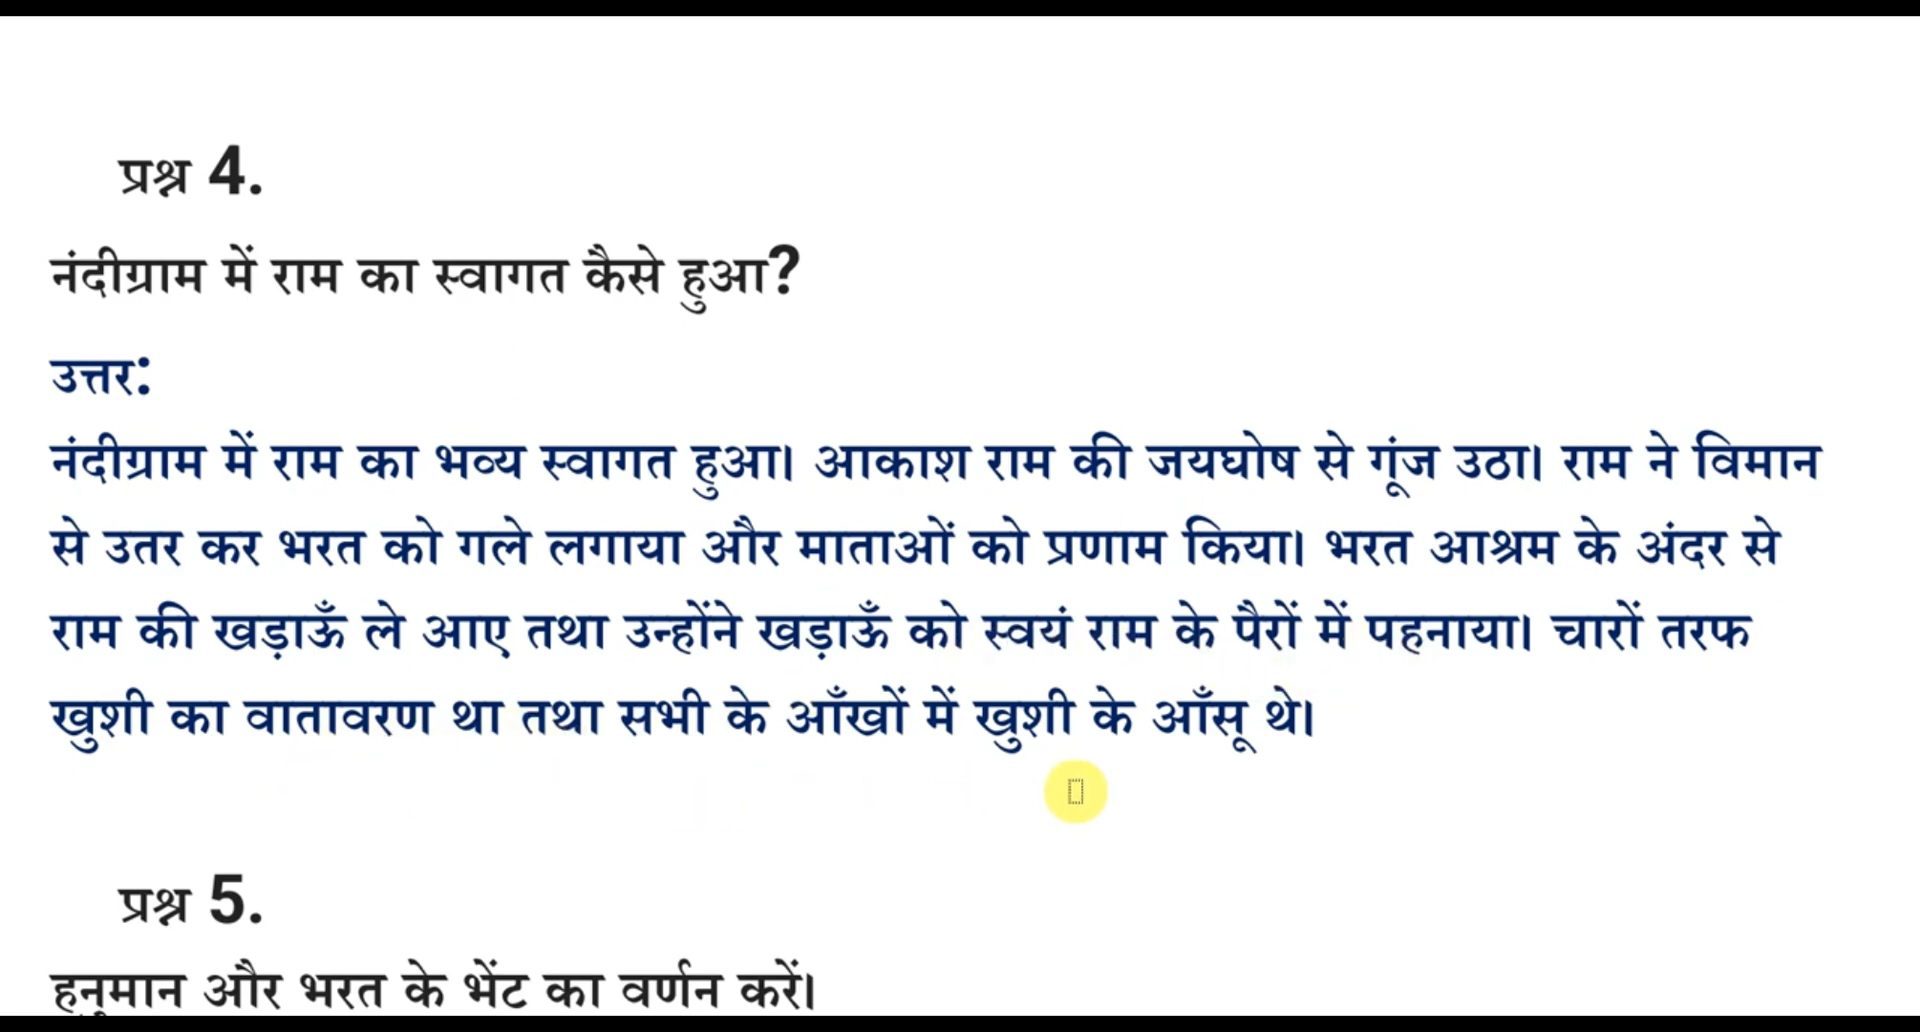 प्रश्न 4.
नंदीग्राम में राम का स्वागत कैसे हुआ?
उत्तर:
नंदीग्राम में राम का भव्य स्वागत हुआ। आकाश राम की जयघोष से गूंज उठा। राम ने विमान
से उतर कर भरत को गले लगाया और माताओं को प्रणाम किया। भरत आश्रम के अंदर से
राम की खड़ाऊँ ले आए तथा उन्होंने खड़ाऊँ को स्वयं राम के पैरों में पहनाया। चारों तरफ
खुशी का वातावरण था तथा सभी के आँखों में खुशी के आँसू थे।
प्रश्न 5.
हनुमान और भरत के भेंट का वर्णन करें।